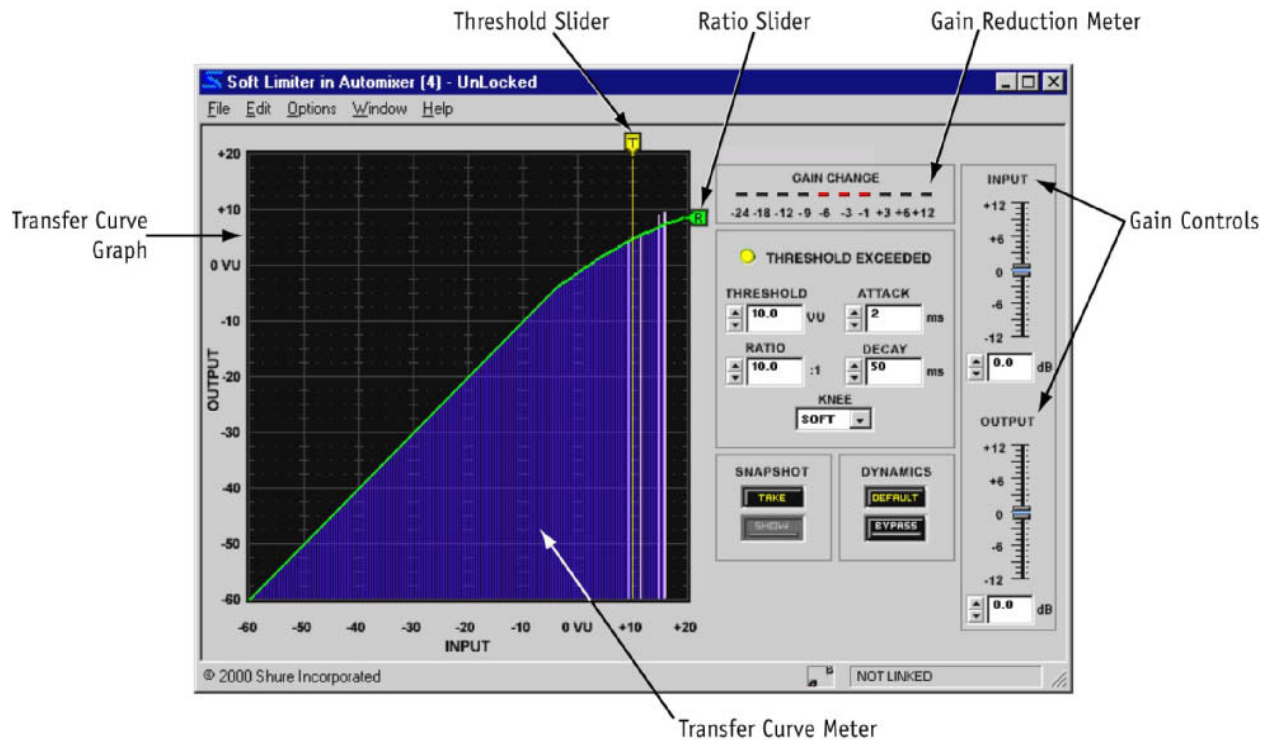 Threshold Slider
Ratio Slider
Gain Reduction Meter
Transfer Curve
Graph
Gain Controls
Transfer Curve Meter
Soft Limiter in Automixer (4) - UnLocked
File Edit Options Window Help
T
R
+20
+10
0 VU
-10
-20
-30
-40
-50
-60
OUTPUT
-60 -50 -40 -30 -20 -10 0 VU +10 +20
INPUT
GAIN CHANGE
-24 -18 -12 -9 -6 -3 -1 +3 +6 +12
THRESHOLD EXCEEDED
THRESHOLD ATTACK
10.0 VU 2 ms
RATIO DECAY
10.0 :1 50 ms
KNEE
SOFT
SNAPSHOT
TAKE
SHOW
DYNAMICS
DEFAULT
BYPASS
INPUT
+12
+6
0
-6
-12
0.0 dB
OUTPUT
+12
+6
0
-6
-12
0.0 dB
© 2000 Shure Incorporated
NOT LINKED